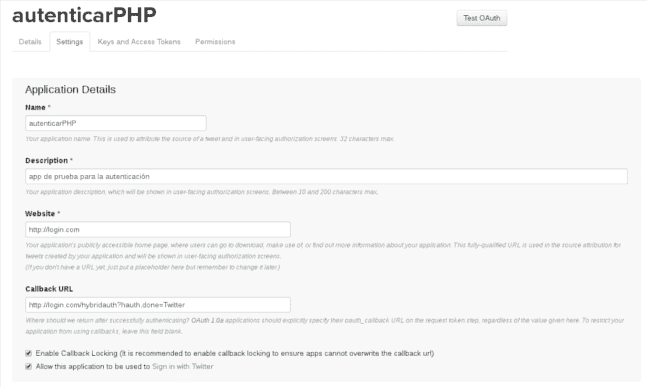 autenticarPHP
Test OAuth
Details Settings Keys and Access Tokens Permissions
Application Details
Name *
autenticarPHP
Your application name. This is used to attribute the source of a tweet and in user-facing authorization screens. 32 characters max.
Description *
app de prueba para la autenticación
Your application description, which will be shown in user-facing authorization screens. Between 10 and 200 characters max.
Website *
http://login.com
Your application's publicly accessible home page, where users can go to download, make use of, or find out more information about your application. This fully-qualified URL is used in the source attribution for
tweets created by your application and will be shown in user-facing authorization screens.
(If you don't have a URL yet, just put a placeholder here but remember to change it later.)
Callback URL
http://login.com/hybridauth?hauth.done=Twitter
Where should we return after successfully authenticating? OAuth 1.0a applications should explicitly specify their oauth_callback URL on the request token step, regardless of the value given here. To restrict your
application from using callbacks, leave this field blank.
Enable Callback Locking (It is recommended to enable callback locking to ensure apps cannot overwrite the callback url)
Allow this application to be used to Sign in with Twitter